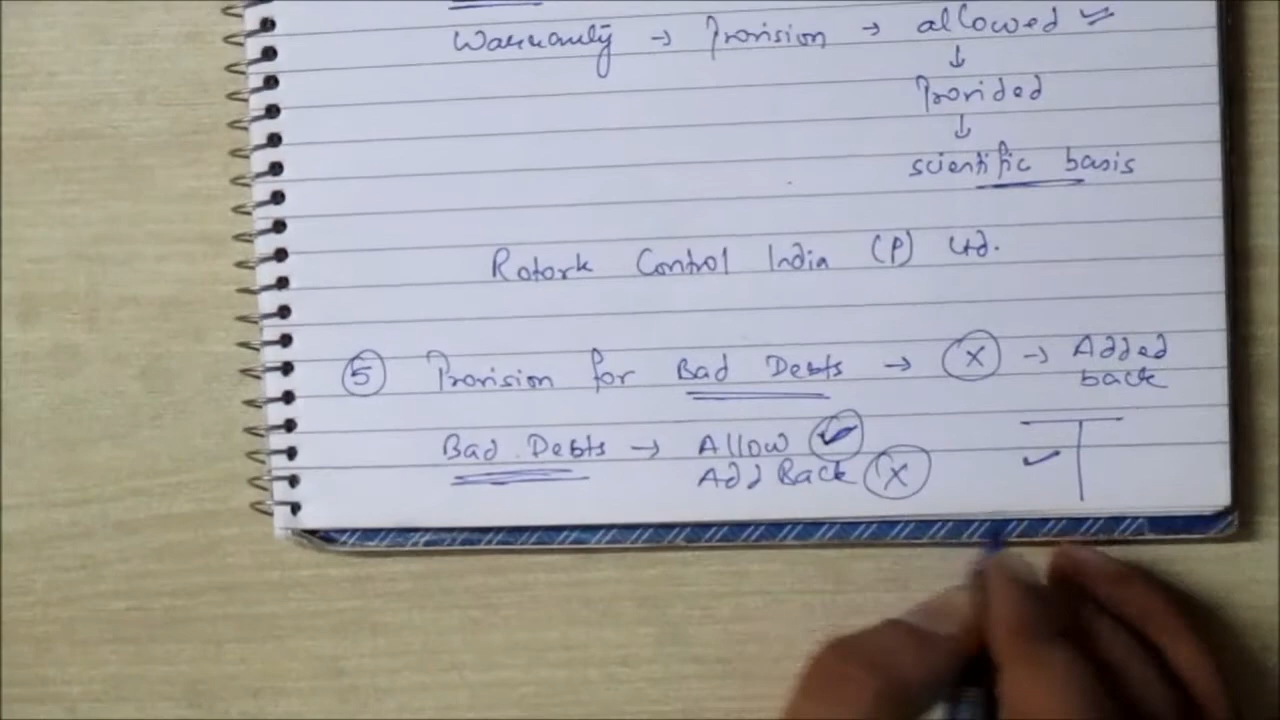 Warranty → Provision → allowed
↓
Provided
↓
scientific basis
Rotork Control India (P) Ltd.
⑤ Provision for Bad Debts → Ⓧ → Added back
Bad Debts → Allow ✓
Add Back Ⓧ ✓